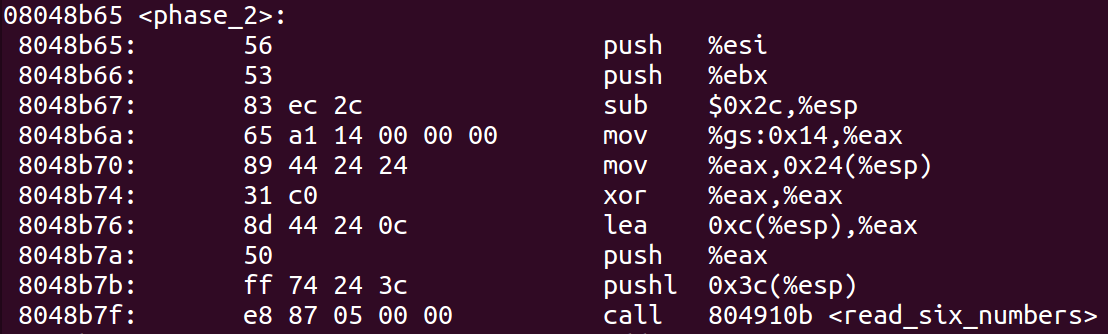 08048b65 <phase_2>:
8048b65: 56 push %esi
8048b66: 53 push %ebx
8048b67: 83 ec 2c sub $0x2c,%esp
8048b6a: 65 a1 14 00 00 00 mov %gs:0x14,%eax
8048b70: 89 44 24 24 mov %eax,0x24(%esp)
8048b74: 31 c0 xor %eax,%eax
8048b76: 8d 44 24 0c lea 0xc(%esp),%eax
8048b7a: 50 push %eax
8048b7b: ff 74 24 3c pushl 0x3c(%esp)
8048b7f: e8 87 05 00 00 call 804910b <read_six_numbers>